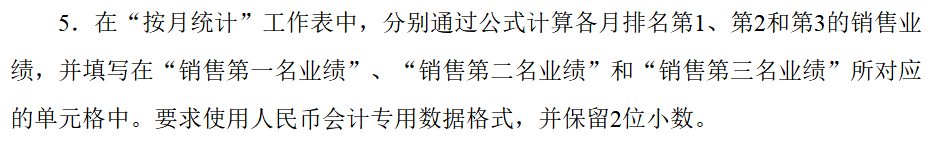 5．在“按月统计”工作表中，分别通过公式计算各月排名第1、第2和第3的销售业
绩，并填写在“销售第一名业绩”、“销售第二名业绩”和“销售第三名业绩”所对应
的单元格中。要求使用人民币会计专用数据格式，并保留2位小数。